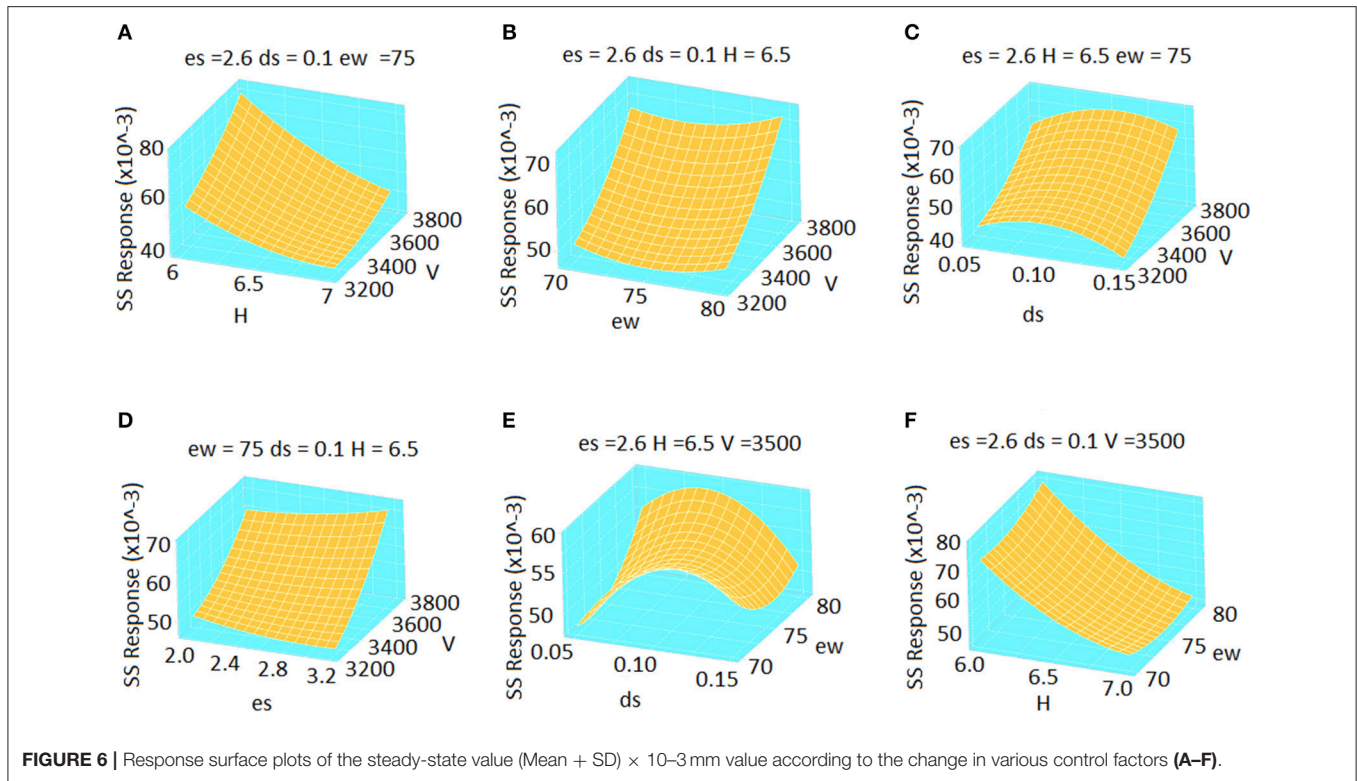 A
es =2.6 ds = 0.1 ew =75
SS Response (x10^-3)
80
60
40
6
6.5
7
H
3200
3400
3600
3800
V
B
es = 2.6 ds = 0.1 H = 6.5
SS Response (x10^-3)
70
60
50
70
75
80
ew
3200
3400
3600
3800
V
C
es = 2.6 H = 6.5 ew = 75
SS Response (x10^-3)
70
60
50
40
0.05
0.10
0.15
ds
3200
3400
3600
3800
V
D
ew = 75 ds = 0.1 H = 6.5
SS Response (x10^-3)
70
60
50
2.0
2.4
2.8
3.2
es
3200
3400
3600
3800
V
E
es =2.6 H =6.5 V =3500
SS Response (x10^-3)
60
55
50
0.05
0.10
0.15
ds
70
75
80
ew
F
es =2.6 ds =0.1 V =3500
SS Response (x10^-3)
80
70
60
50
6.0
6.5
7.0
H
70
75
80
ew
FIGURE 6 | Response surface plots of the steady-state value (Mean + SD) × 10–3 mm value according to the change in various control factors (A–F).